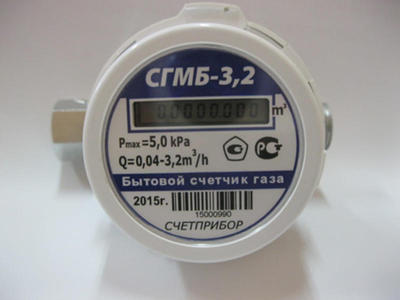 СГМБ-3,2
00000.000 m³
Pmax=5,0 kPa
Q=0,04-3,2m³/h
Бытовой счетчик газа
2015г.
15000990
СЧЕТПРИБОР